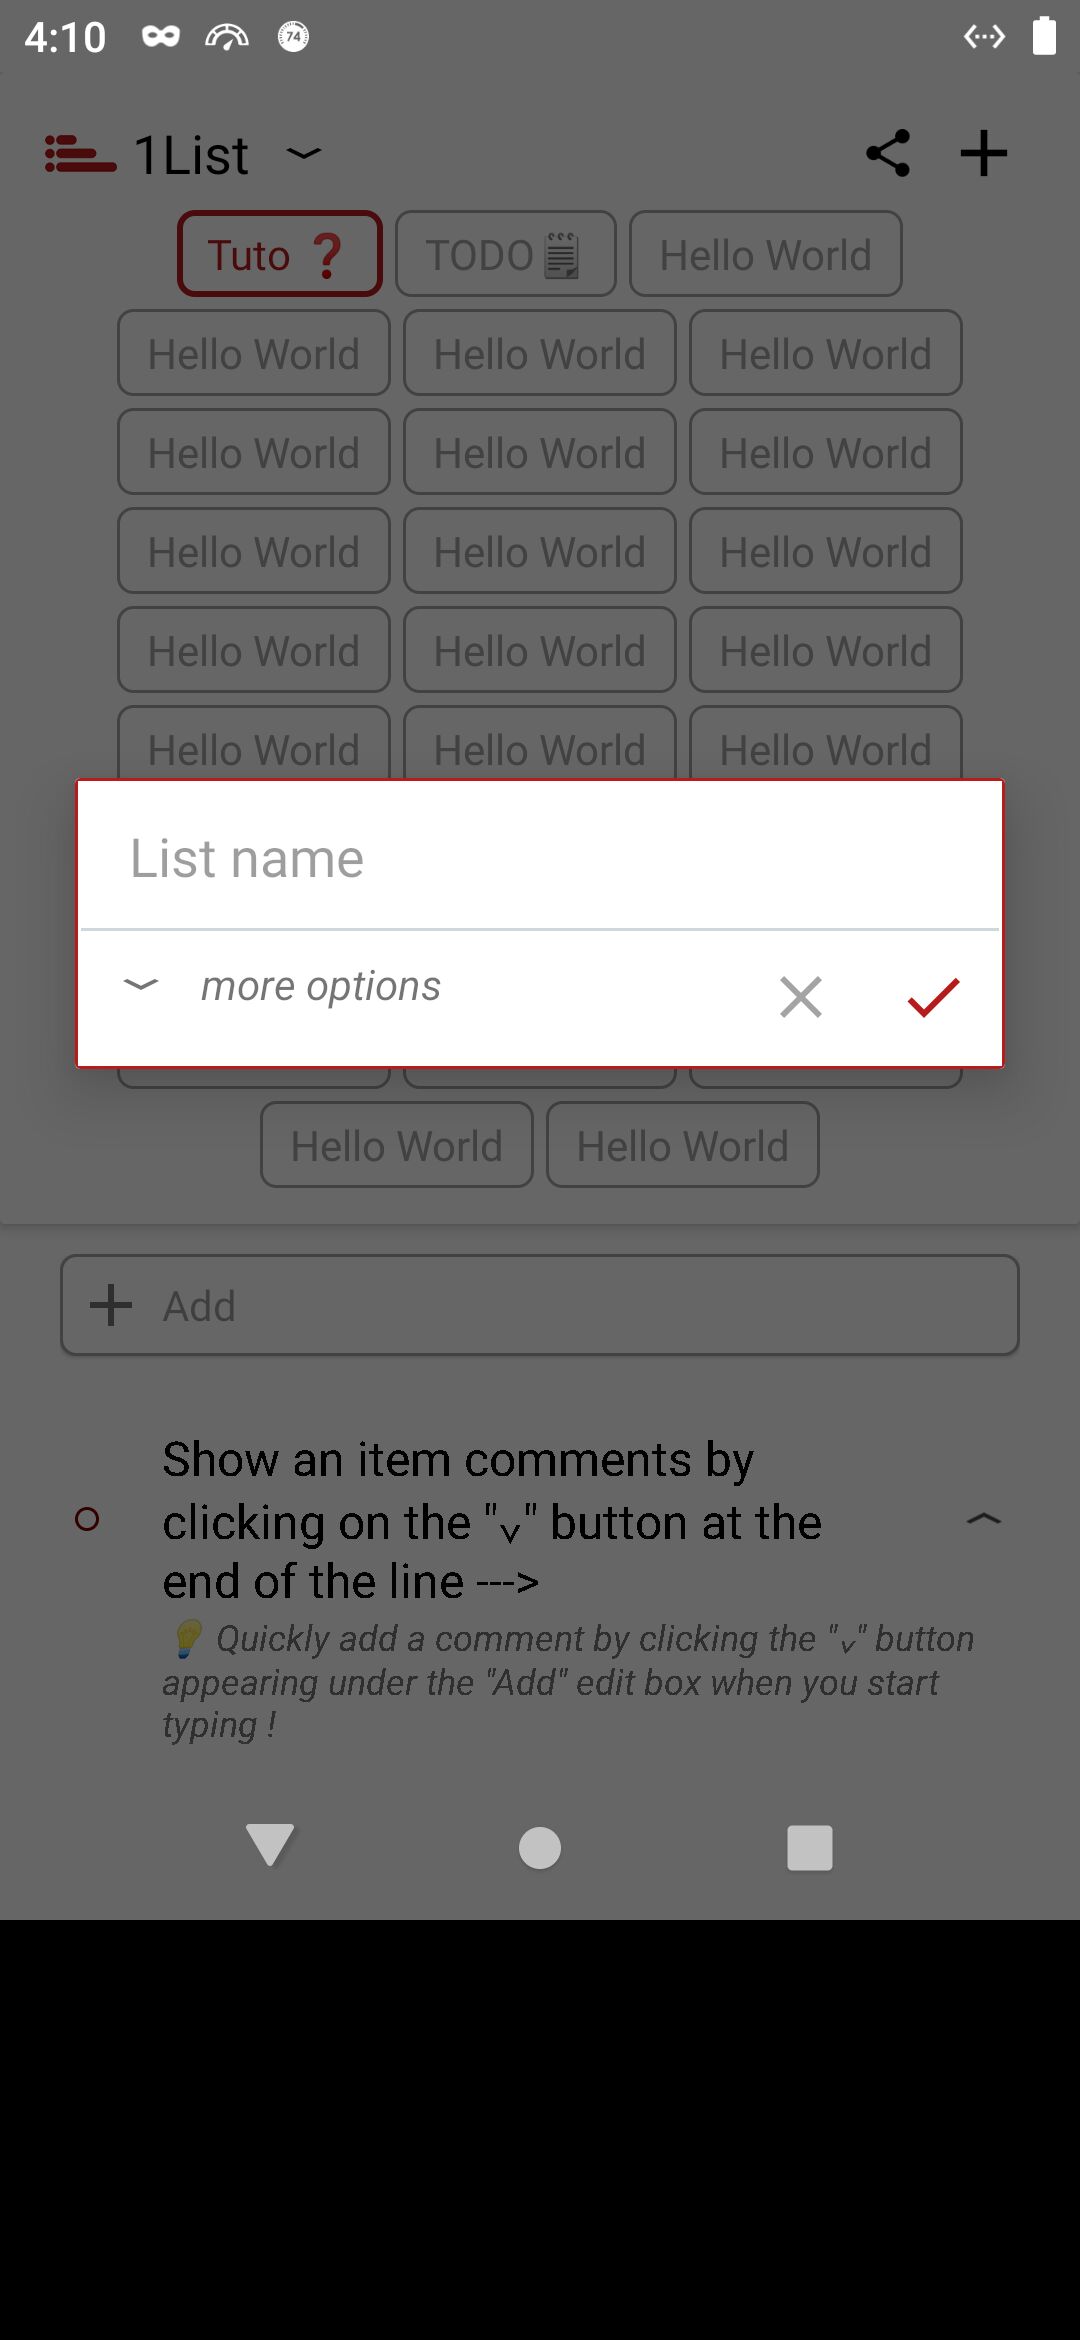 4:10
74
1List
Tuto ❓ TODO🗒 Hello World
Hello World Hello World Hello World
Hello World Hello World Hello World
Hello World Hello World Hello World
Hello World Hello World Hello World
Hello World Hello World Hello World
List name
more options
Hello World Hello World
Add
Show an item comments by
clicking on the "v" button at the
end of the line --->
💡 Quickly add a comment by clicking the "v" button
appearing under the "Add" edit box when you start
typing !